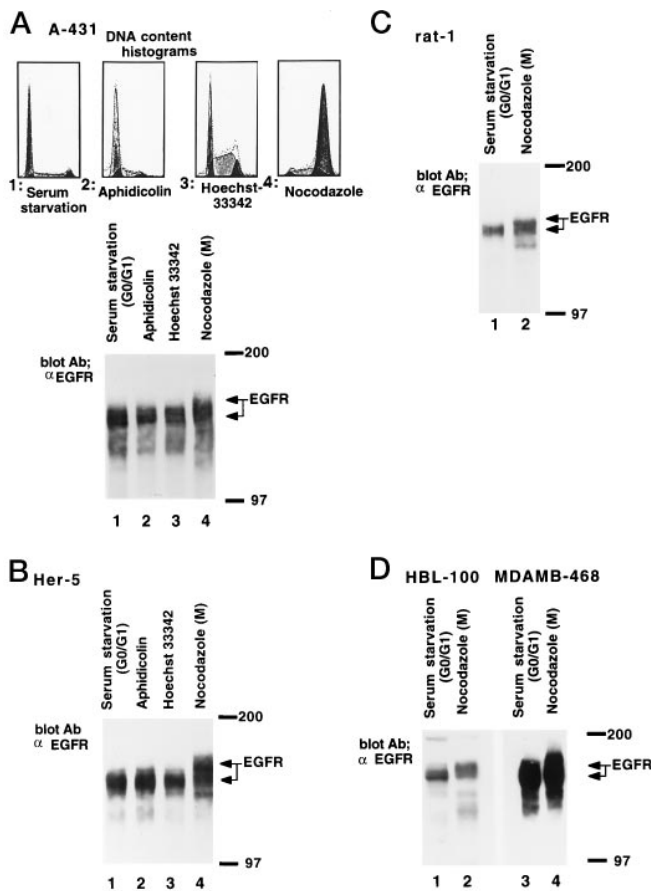 A
A-431
DNA content
histograms
1: Serum
starvation
2: Aphidicolin
3: Hoechst-
33342
4: Nocodazole
Serum starvation
(G0/G1)
Aphidicolin
Hoechst 33342
Nocodazole (M)
blot Ab;
α EGFR
200
EGFR
97
1 2 3 4
B
Her-5
Serum starvation
(G0/G1)
Aphidicolin
Hoechst 33342
Nocodazole (M)
blot Ab
α EGFR
200
EGFR
97
1 2 3 4
C
rat-1
Serum starvation
(G0/G1)
Nocodazole (M)
blot Ab;
α EGFR
200
EGFR
97
1 2
D
HBL-100 MDAMB-468
Serum starvation
(G0/G1)
Nocodazole (M)
Serum starvation
(G0/G1)
Nocodazole (M)
blot Ab;
α EGFR
200
EGFR
97
1 2 3 4